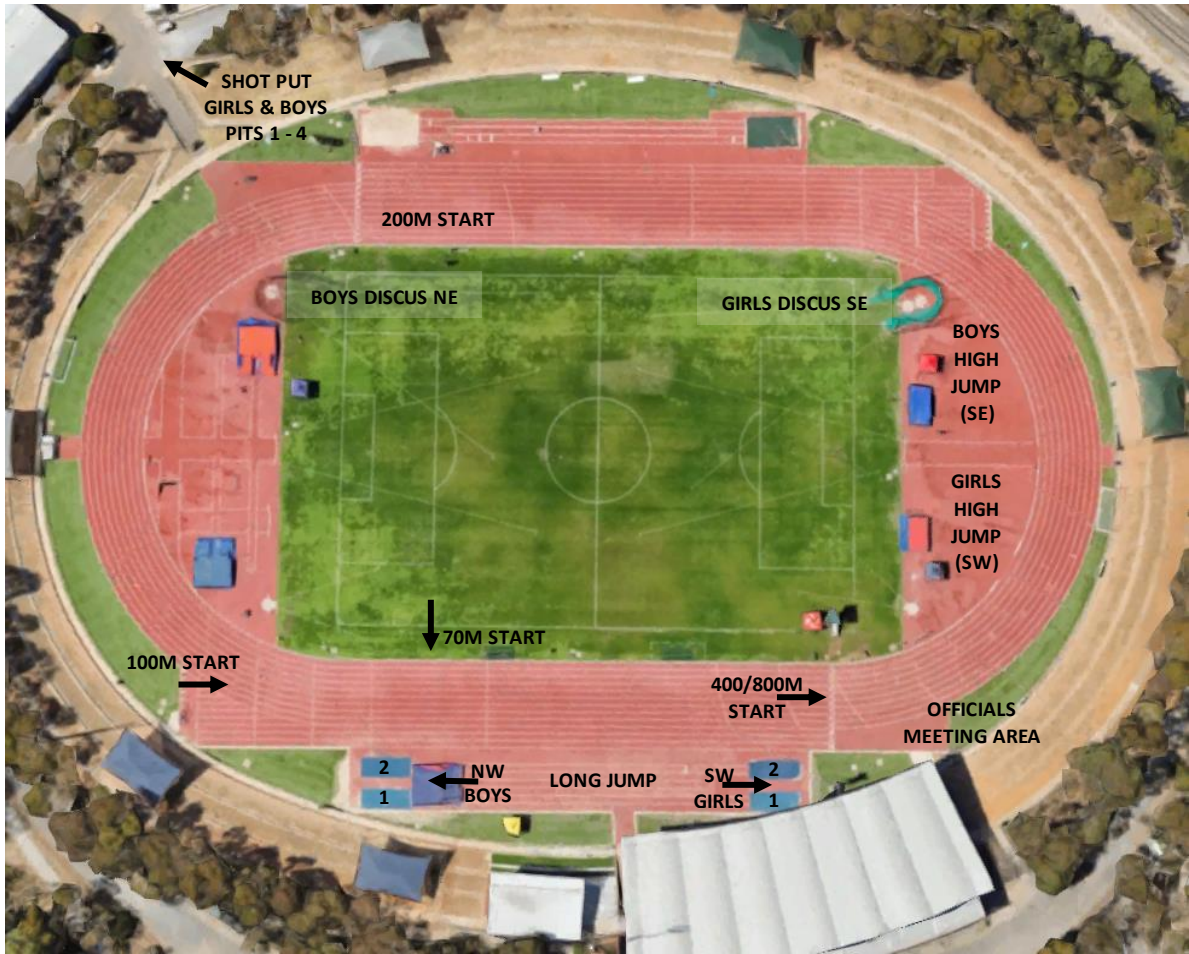 SHOT PUT
GIRLS & BOYS
PITS 1 - 4
200M START
BOYS DISCUS NE
GIRLS DISCUS SE
BOYS
HIGH
JUMP
(SE)
GIRLS
HIGH
JUMP
(SW)
70M START
100M START
400/800M
START
OFFICIALS
MEETING AREA
2
1
NW
BOYS
LONG JUMP
SW
GIRLS
2
1